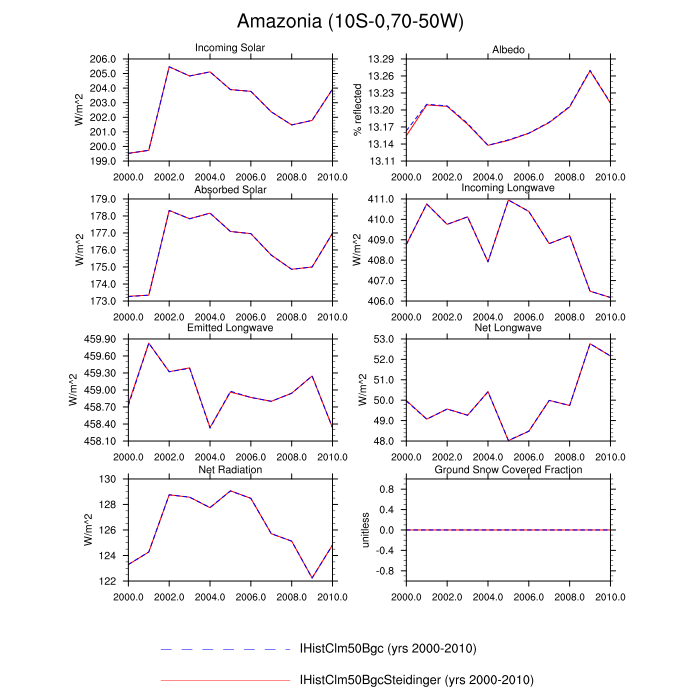 Amazonia (10S-0,70-50W)
Incoming Solar
W/m^2
206.0
205.0
204.0
203.0
202.0
201.0
200.0
199.0
2000.0 2002.0 2004.0 2006.0 2008.0 2010.0
Albedo
% reflected
13.29
13.26
13.23
13.20
13.17
13.14
13.11
2000.0 2002.0 2004.0 2006.0 2008.0 2010.0
Absorbed Solar
W/m^2
179.0
178.0
177.0
176.0
175.0
174.0
173.0
2000.0 2002.0 2004.0 2006.0 2008.0 2010.0
Incoming Longwave
W/m^2
411.0
410.0
409.0
408.0
407.0
406.0
2000.0 2002.0 2004.0 2006.0 2008.0 2010.0
Emitted Longwave
W/m^2
459.90
459.60
459.30
459.00
458.70
458.40
458.10
2000.0 2002.0 2004.0 2006.0 2008.0 2010.0
Net Longwave
W/m^2
53.0
52.0
51.0
50.0
49.0
48.0
2000.0 2002.0 2004.0 2006.0 2008.0 2010.0
Net Radiation
W/m^2
130
128
126
124
122
2000.0 2002.0 2004.0 2006.0 2008.0 2010.0
Ground Snow Covered Fraction
unitless
0.8
0.4
0.0
-0.4
-0.8
2000.0 2002.0 2004.0 2006.0 2008.0 2010.0
IHistClm50Bgc (yrs 2000-2010)
IHistClm50BgcSteidinger (yrs 2000-2010)